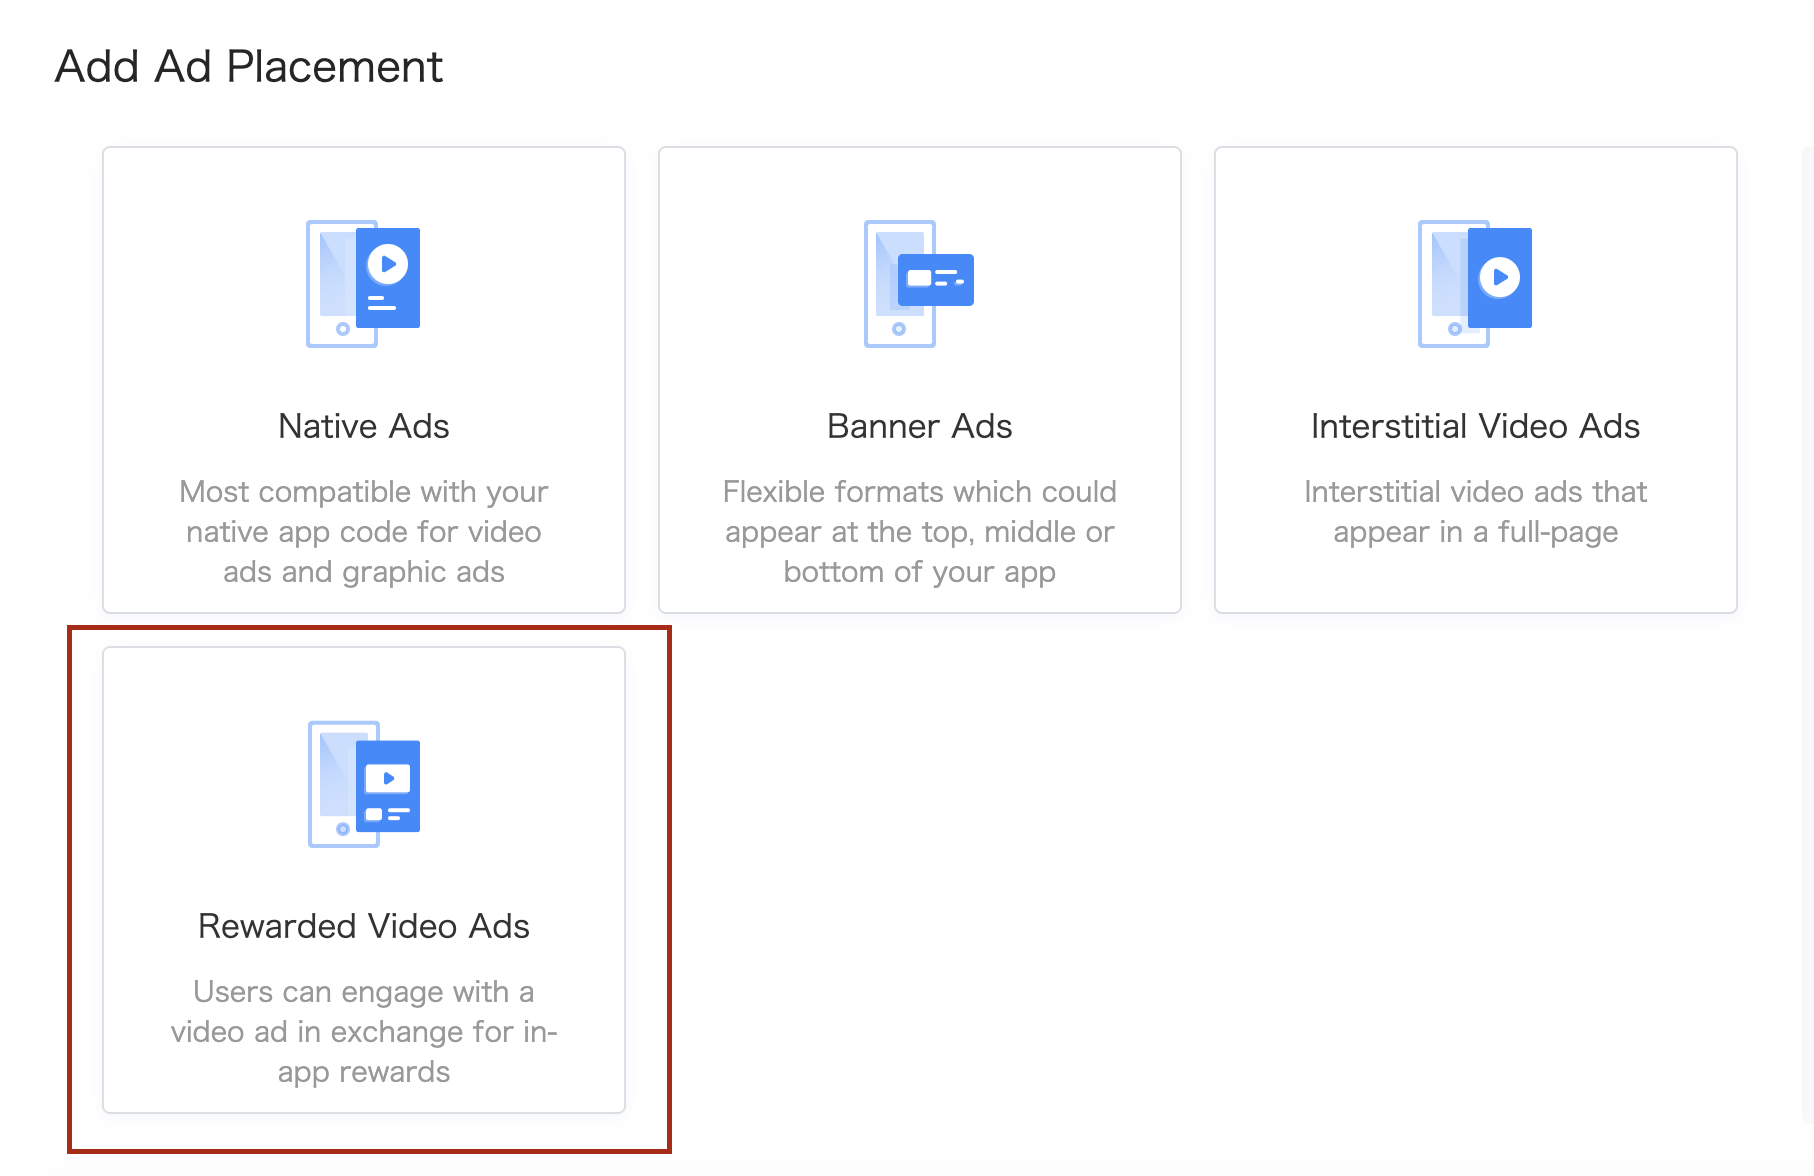 Add Ad Placement
Native Ads
Most compatible with your
native app code for video
ads and graphic ads
Banner Ads
Flexible formats which could
appear at the top, middle or
bottom of your app
Interstitial Video Ads
Interstitial video ads that
appear in a full-page
Rewarded Video Ads
Users can engage with a
video ad in exchange for in-
app rewards